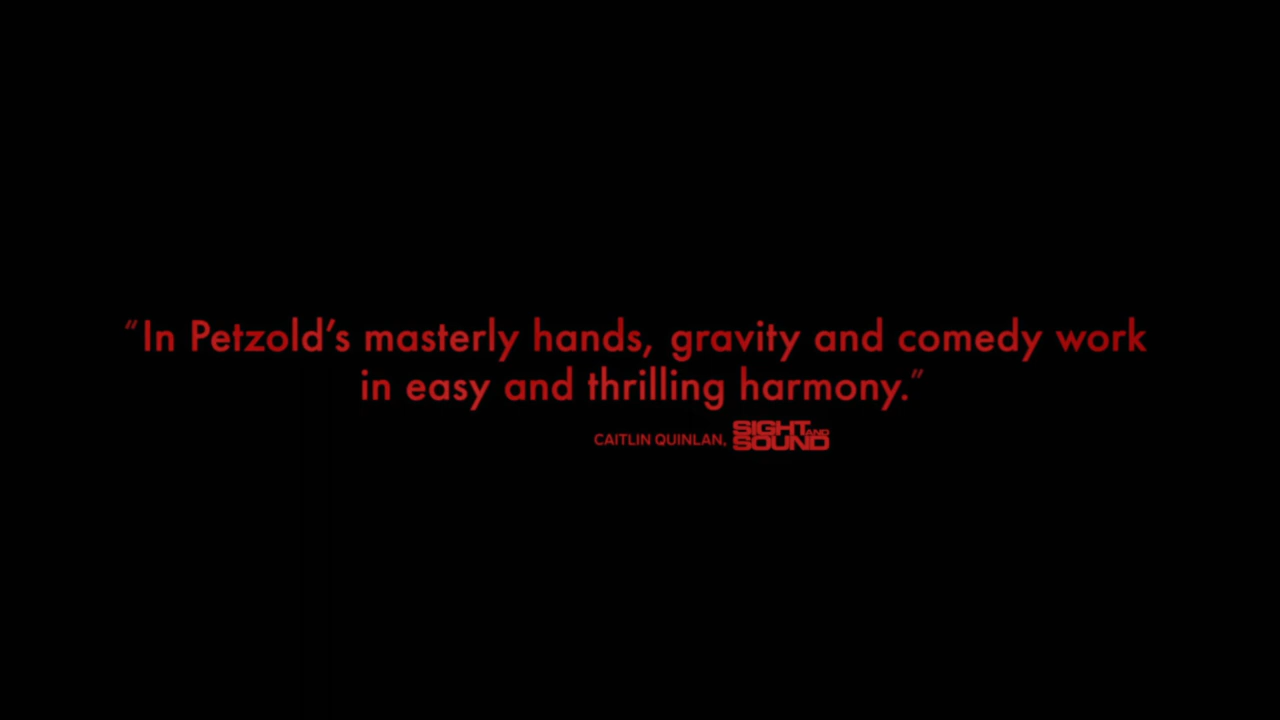 “In Petzold’s masterly hands, gravity and comedy work
in easy and thrilling harmony.”
CAITLIN QUINLAN, SIGHT AND SOUND